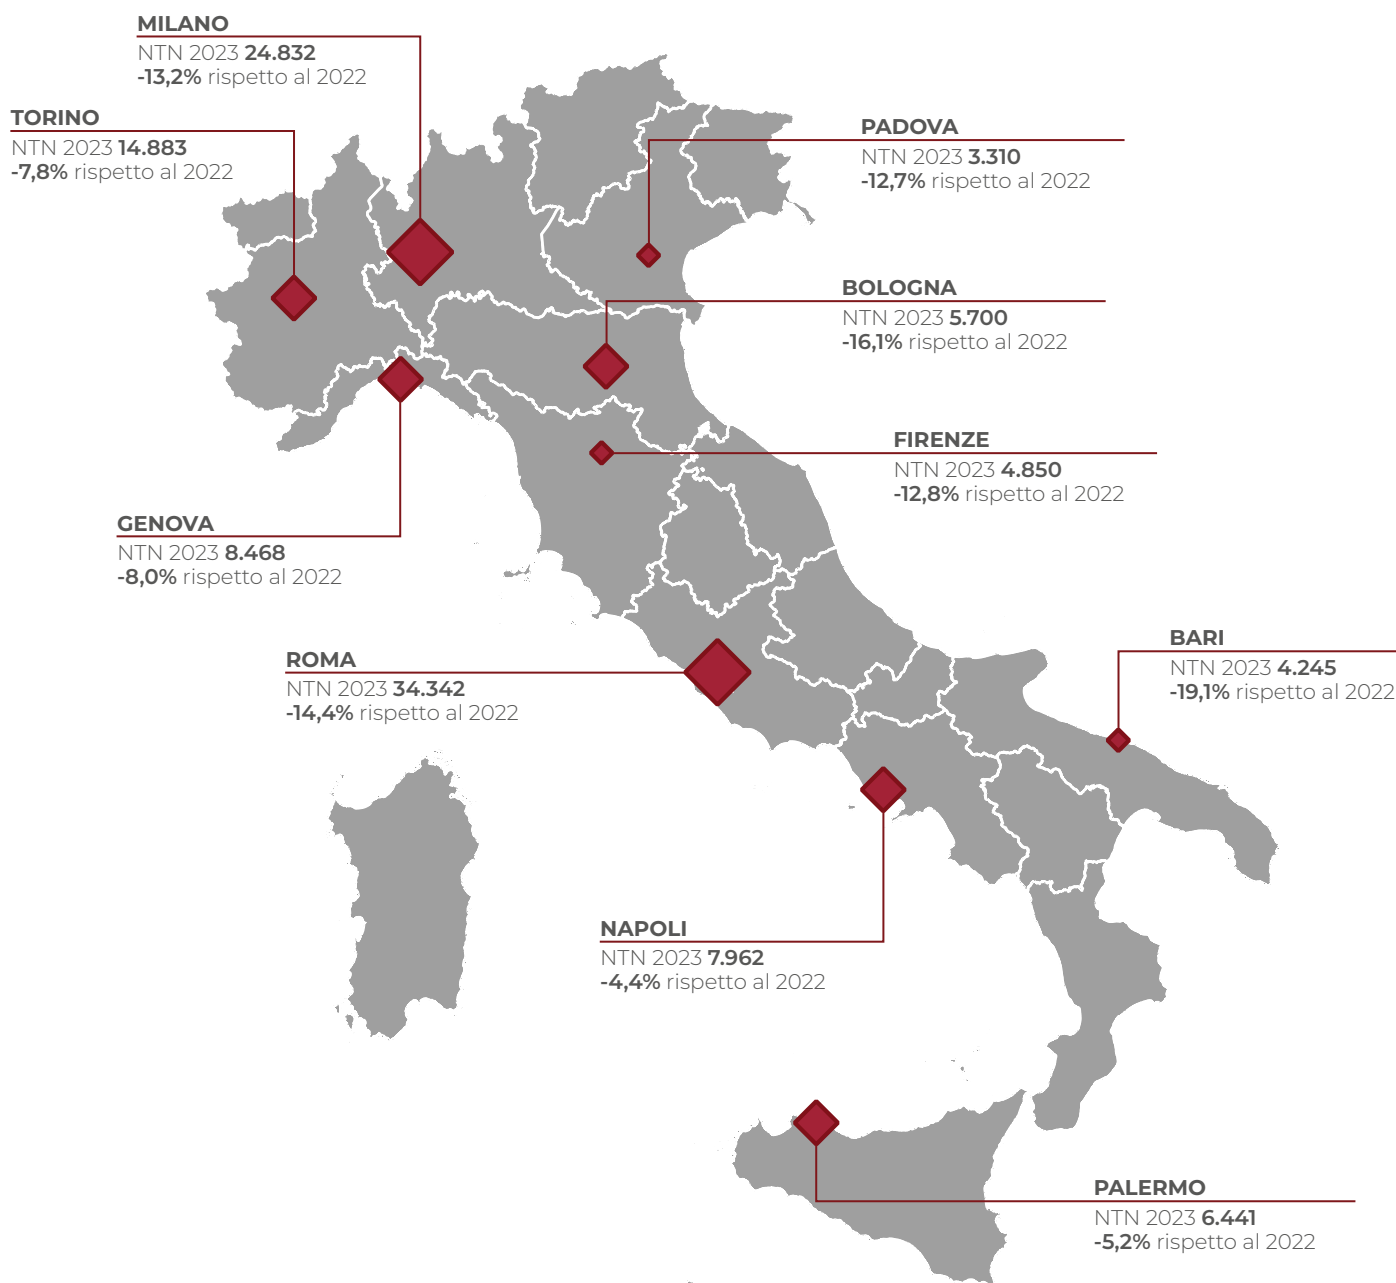 MILANO
NTN 2023 24.832
-13,2% rispetto al 2022
TORINO
NTN 2023 14.883
-7,8% rispetto al 2022
PADOVA
NTN 2023 3.310
-12,7% rispetto al 2022
BOLOGNA
NTN 2023 5.700
-16,1% rispetto al 2022
FIRENZE
NTN 2023 4.850
-12,8% rispetto al 2022
GENOVA
NTN 2023 8.468
-8,0% rispetto al 2022
ROMA
NTN 2023 34.342
-14,4% rispetto al 2022
BARI
NTN 2023 4.245
-19,1% rispetto al 2022
NAPOLI
NTN 2023 7.962
-4,4% rispetto al 2022
PALERMO
NTN 2023 6.441
-5,2% rispetto al 2022